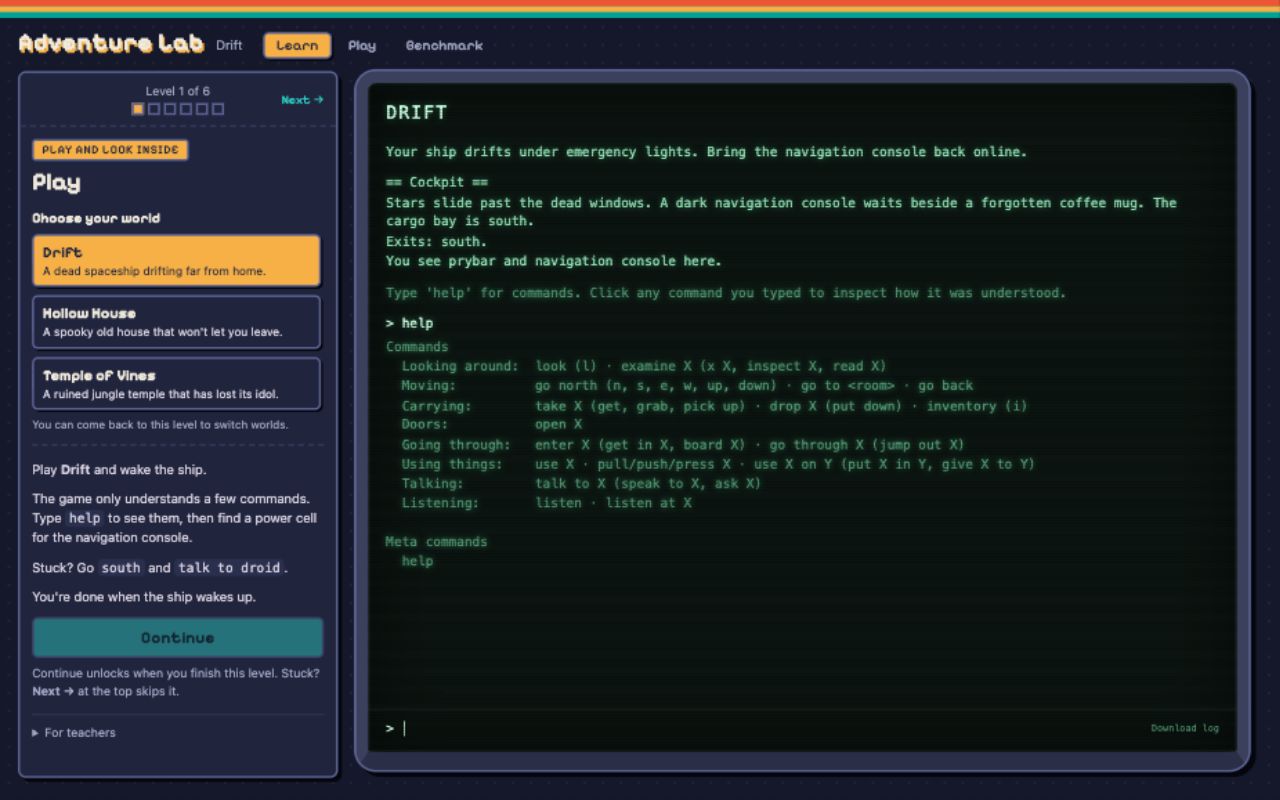 Adventure Lab Drift Learn Play Benchmark
Level 1 of 6
Next →
PLAY AND LOOK INSIDE
Play
Choose your world
Drift
A dead spaceship drifting far from home.
Hollow House
A spooky old house that won't let you leave.
Temple of Vines
A ruined jungle temple that has lost its idol.
You can come back to this level to switch worlds.
Play Drift and wake the ship.
The game only understands a few commands.
Type help to see them, then find a power cell
for the navigation console.
Stuck? Go south and talk to droid.
You're done when the ship wakes up.
Continue
Continue unlocks when you finish this level. Stuck?
Next → at the top skips it.
▶ For teachers
DRIFT
Your ship drifts under emergency lights. Bring the navigation console back online.
== Cockpit ==
Stars slide past the dead windows. A dark navigation console waits beside a forgotten coffee mug. The
cargo bay is south.
Exits: south.
You see prybar and navigation console here.
Type 'help' for commands. Click any command you typed to inspect how it was understood.
> help
Commands
Looking around: look (l) · examine X (x X, inspect X, read X)
Moving: go north (n, s, e, w, up, down) · go to <room> · go back
Carrying: take X (get, grab, pick up) · drop X (put down) · inventory (i)
Doors: open X
Going through: enter X (get in X, board X) · go through X (jump out X)
Using things: use X · pull/push/press X · use X on Y (put X in Y, give X to Y)
Talking: talk to X (speak to X, ask X)
Listening: listen · listen at X
Meta commands
help
>
Download log